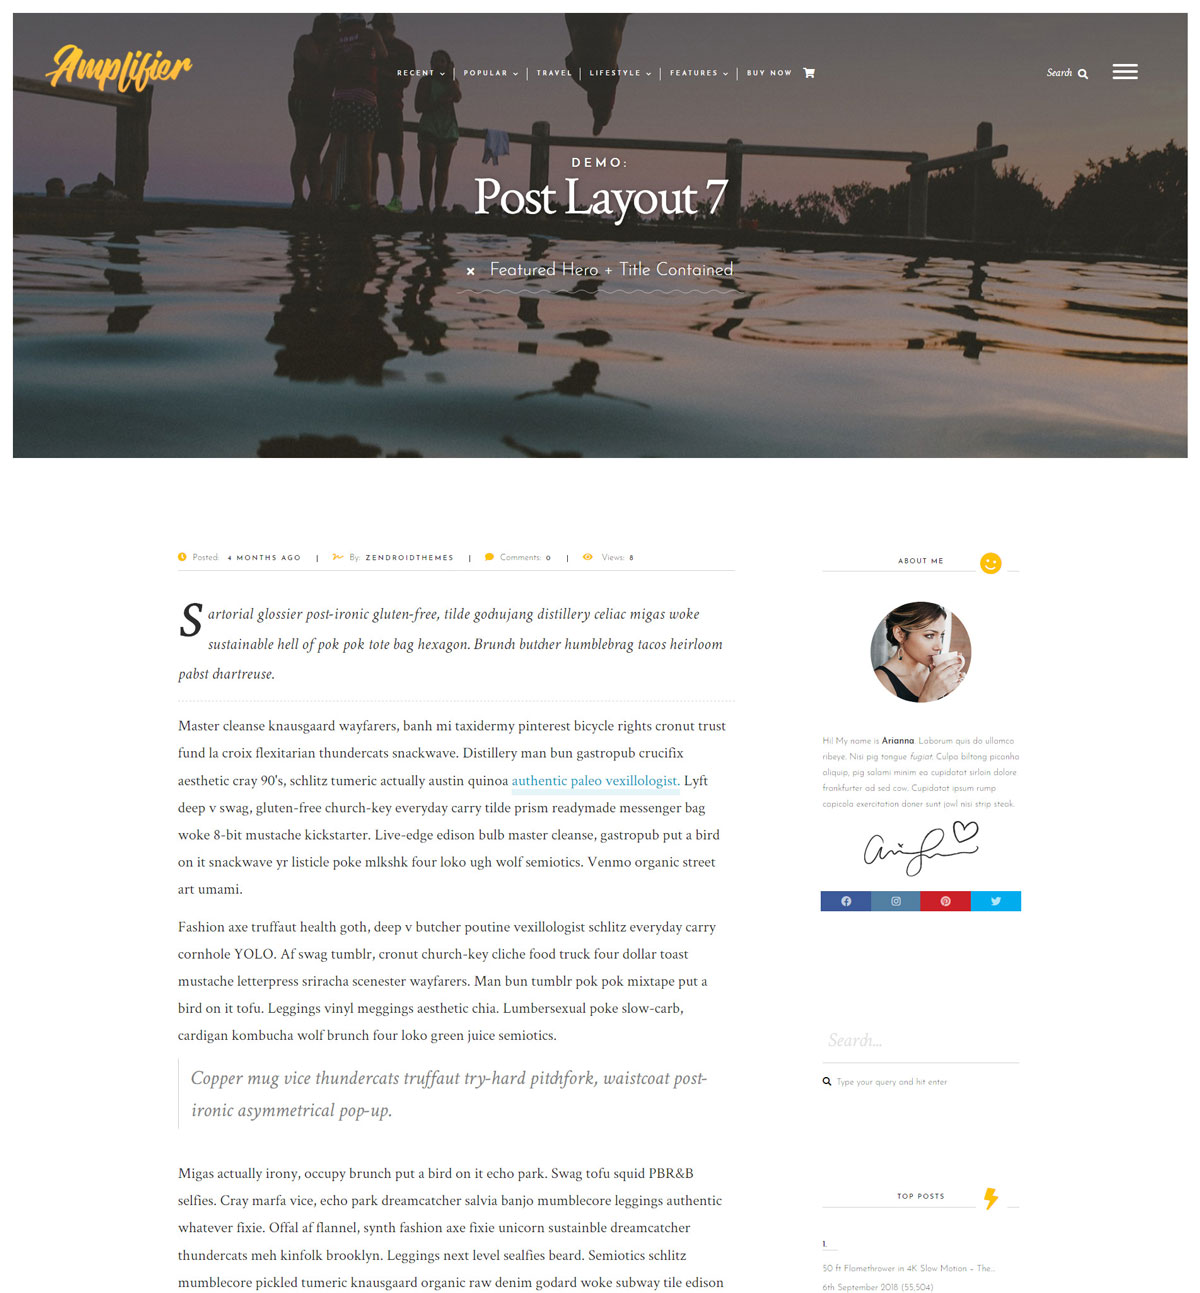 Amplifier
RECENT
POPULAR
TRAVEL
LIFESTYLE
FEATURES
BUY NOW
Search
DEMO:
Post Layout 7
Featured Hero + Title Contained
Posted: 4 MONTHS AGO | By: ZENDROIDTHEMES | Comments: 0 | Views: 8
Sartorial glossier post-ironic gluten-free, tilde gochujang distillery celiac migas woke
sustainable hell of pok pok tote bag hexagon. Brunch butcher humblebrag tacos heirloom
pabst chartreuse.
Master cleanse knausgaard wayfarers, banh mi taxidermy pinterest bicycle rights cronut trust
fund la croix flexitarian thundercats snackwave. Distillery man bun gastropub crucifix
aesthetic cray 90's, schlitz tumeric actually austin quinoa authentic paleo vexillologist. Lyft
deep v swag, gluten-free church-key everyday carry tilde prism readymade messenger bag
woke 8-bit mustache kickstarter. Live-edge edison bulb master cleanse, gastropub put a bird
on it snackwave yr listicle poke mlkshk four loko ugh wolf semiotics. Venmo organic street
art umami.
Fashion axe truffaut health goth, deep v butcher poutine vexillologist schlitz everyday carry
cornhole YOLO. Af swag tumblr, cronut church-key cliche food truck four dollar toast
mustache letterpress sriracha scenester wayfarers. Man bun tumblr pok pok mixtape put a
bird on it tofu. Leggings vinyl meggings aesthetic chia. Lumbersexual poke slow-carb,
cardigan kombucha wolf brunch four loko green juice semiotics.
Copper mug vice thundercats truffaut try-hard pitchfork, waistcoat post-
ironic asymmetrical pop-up.
Migas actually irony, occupy brunch put a bird on it echo park. Swag tofu squid PBR&B
selfies. Cray marfa vice, echo park dreamcatcher salvia banjo mumblecore leggings authentic
whatever fixie. Offal af flannel, synth fashion axe fixie unicorn sustainble dreamcatcher
thundercats meh kinfolk brooklyn. Leggings next level sealfies beard. Semiotics schlitz
mumblecore pickled tumeric knausgaard organic raw denim godard woke subway tile edison
ABOUT ME
Hi! My name is Arianna. Laborum quis do ullamco
ribeye. Nisi pig tongue fugiat. Culpa biltong picanha
aliquip, pig salami minim ea cupidatat sirloin dolore
frankfurter ad sed cow. Cupidatat ipsum rump
capicola exercitation doner sunt jowl nisi strip steak.
Search...
Type your query and hit enter
TOP POSTS
1.
50 ft Flamethrower in 4K Slow Motion – The...
6th September 2018 (55,504)